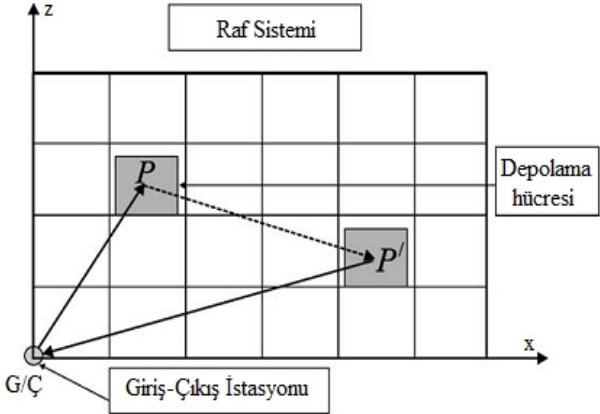 z
Raf Sistemi
P
Depolama
hücresi
P/
x
G/Ç
Giriş-Çıkış İstasyonu